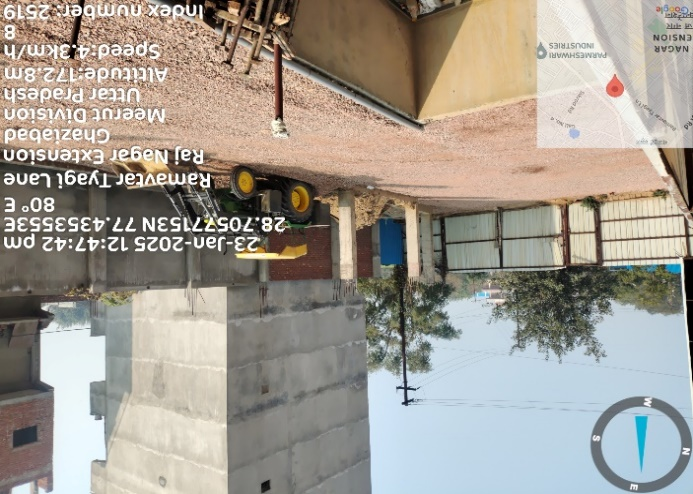 23-Jan-2025 12:47:42 pm
28.70577153N 77.43535553E
80° E
Ramavtar Tyagi Lane
Raj Nagar Extension
Ghaziabad
Meerut Division
Uttar Pradesh
Altitude:172.8m
Speed:4.3km/h
8
Index number: 2519
PARMESHWARI
INDUSTRIES
NAGAR
ENSION
Google
W
N
S
E